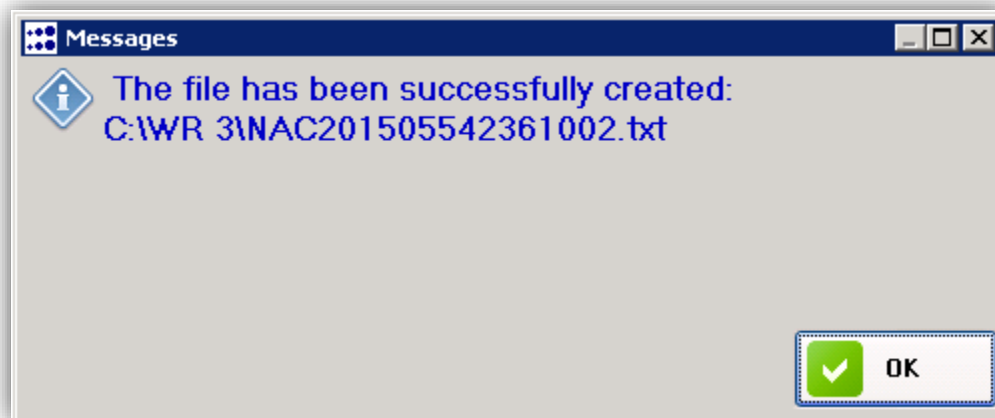 Messages
The file has been successfully created:
C:\WR 3\NAC201505542361002.txt
OK